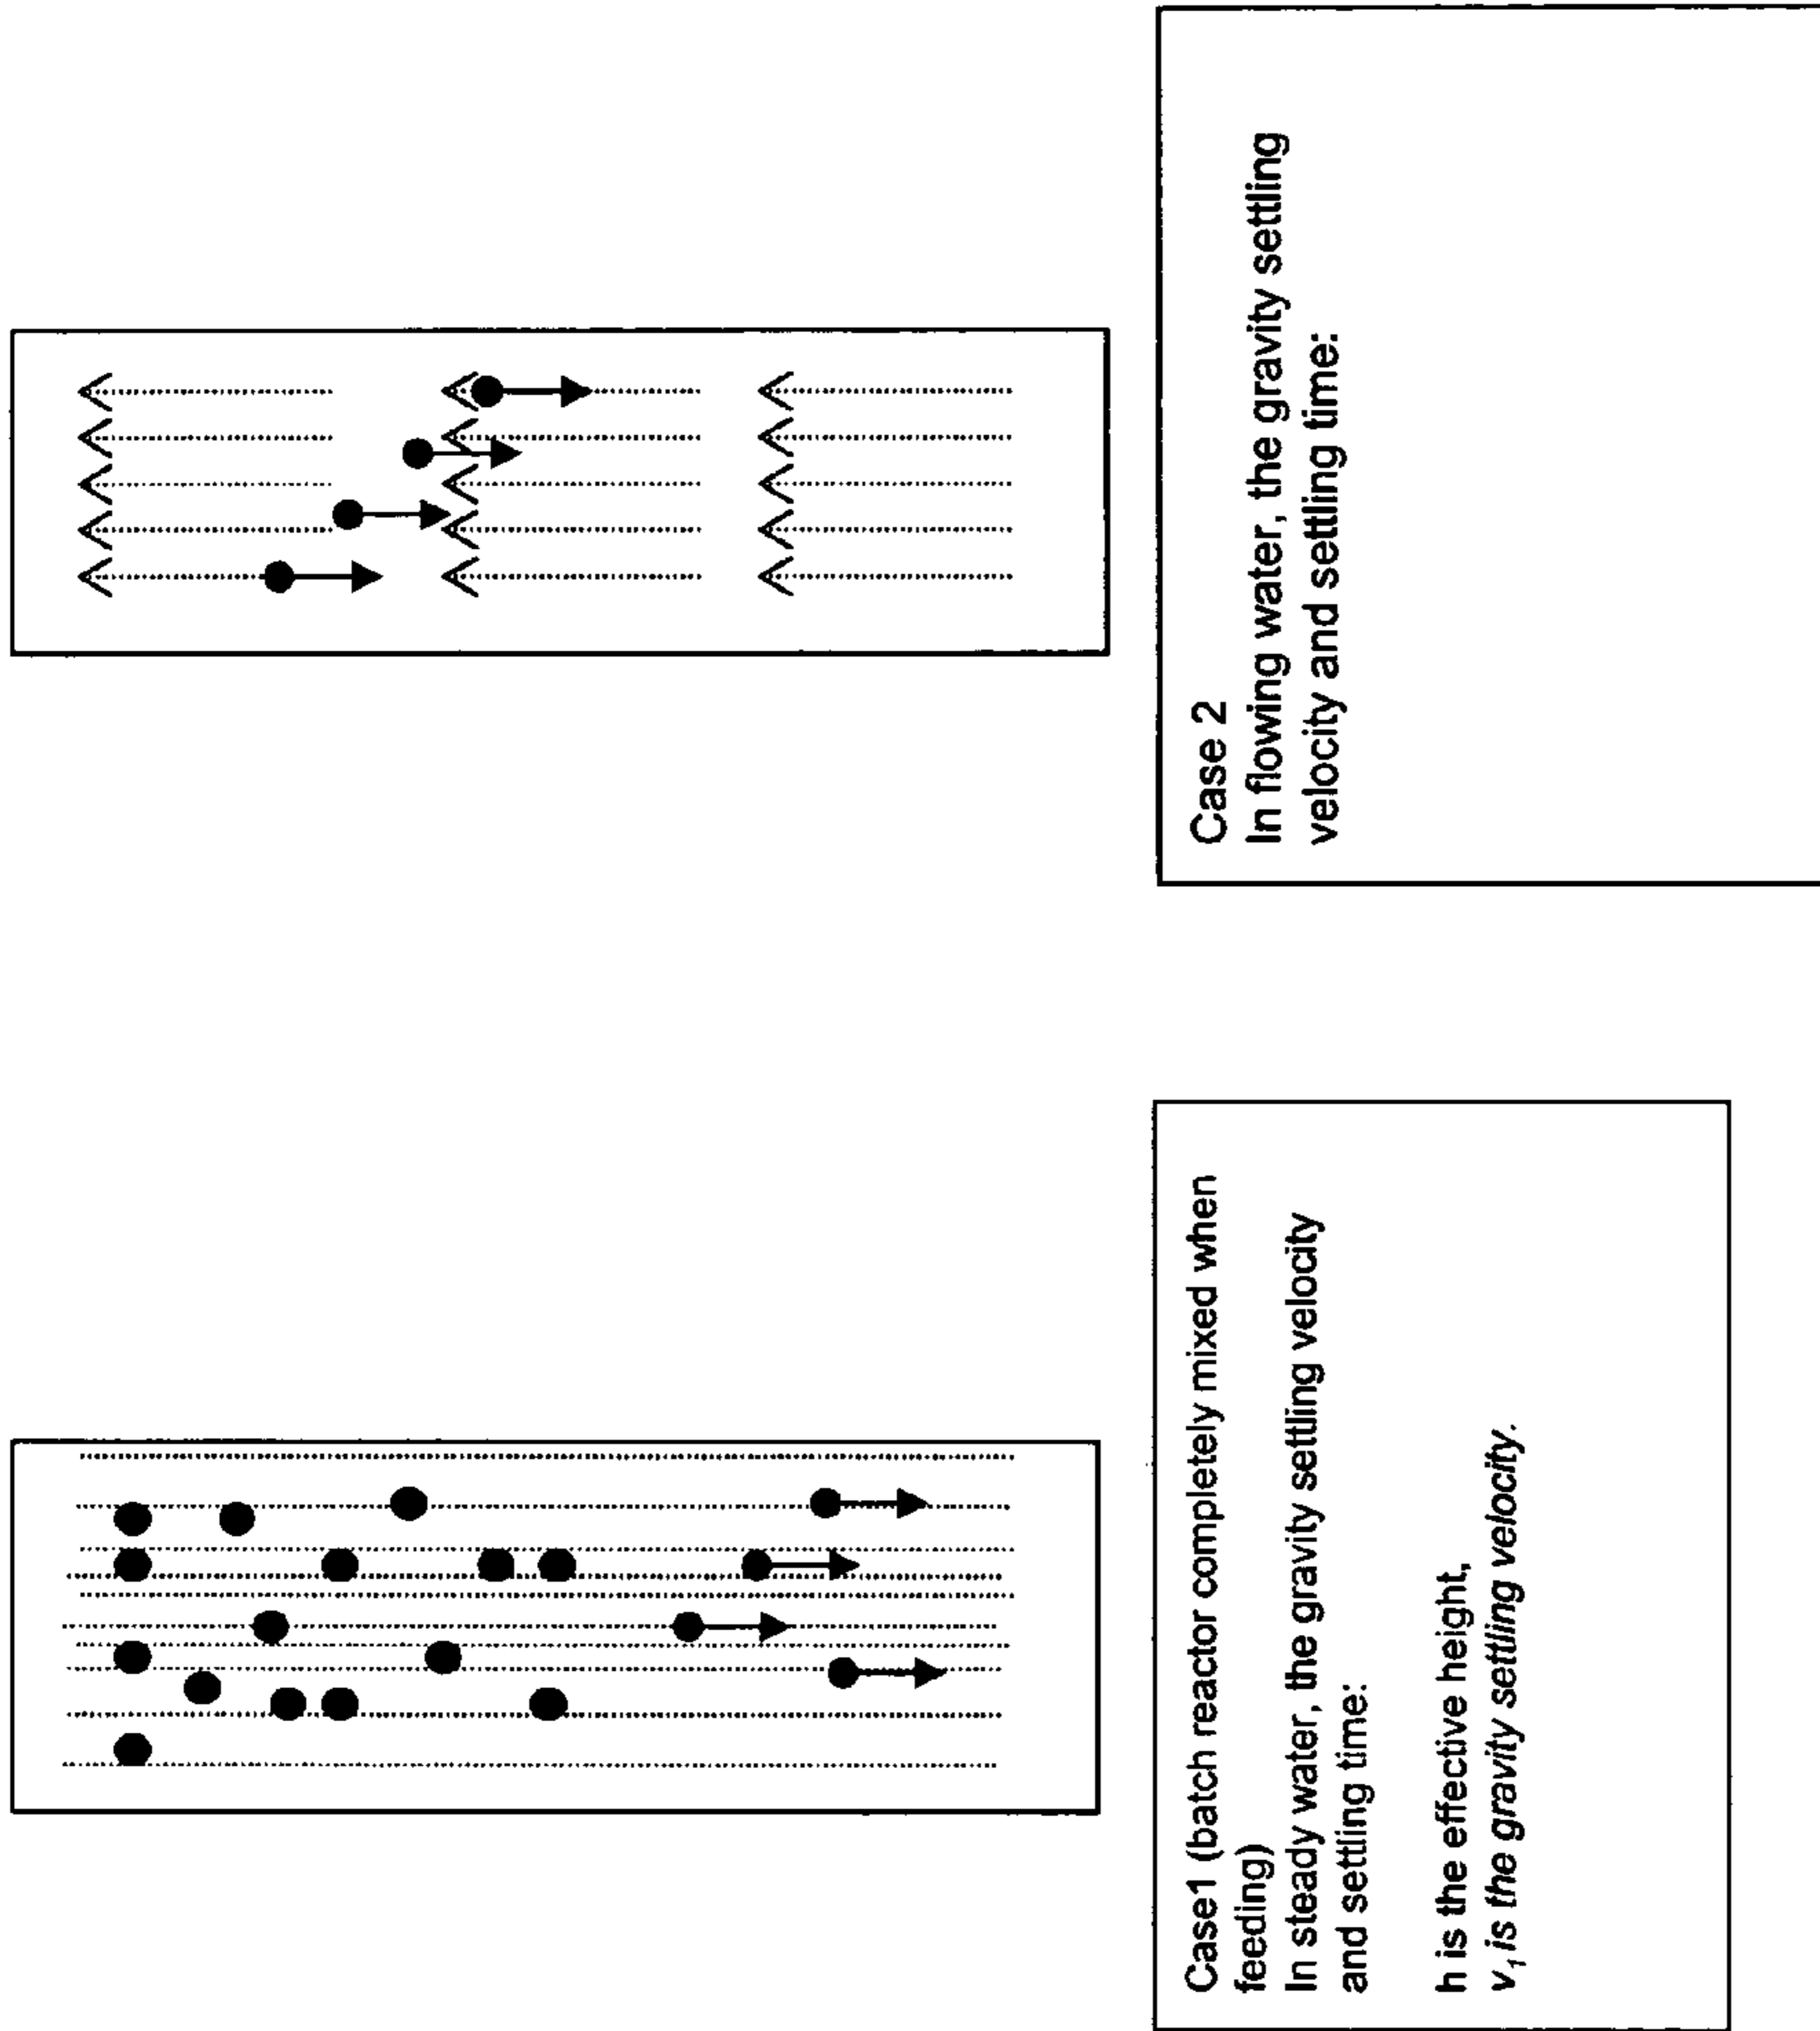 Case1 (batch reactor completely mixed when
feeding)
In steady water, the gravity settling velocity
and settling time:
h is the effective height,
v₁ is the gravity settling velocity.
Case 2
In flowing water, the gravity settling
velocity and settling time: